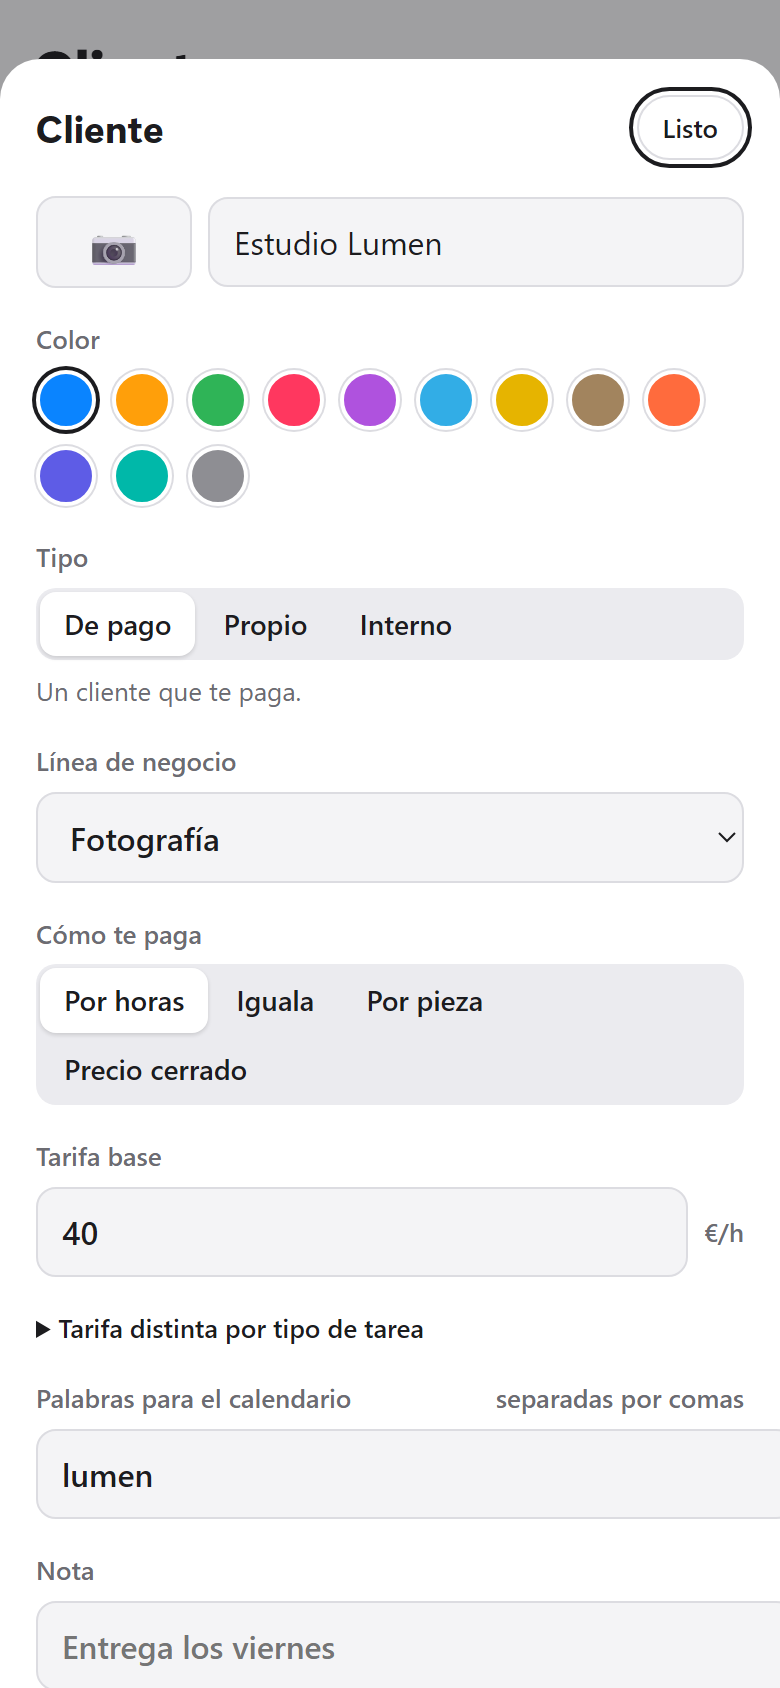 Cliente
Listo
Estudio Lumen
Color
Tipo
De pago Propio Interno
Un cliente que te paga.
Línea de negocio
Fotografía
Cómo te paga
Por horas Iguala Por pieza
Precio cerrado
Tarifa base
40 €/h
Tarifa distinta por tipo de tarea
Palabras para el calendario separadas por comas
lumen
Nota
Entrega los viernes